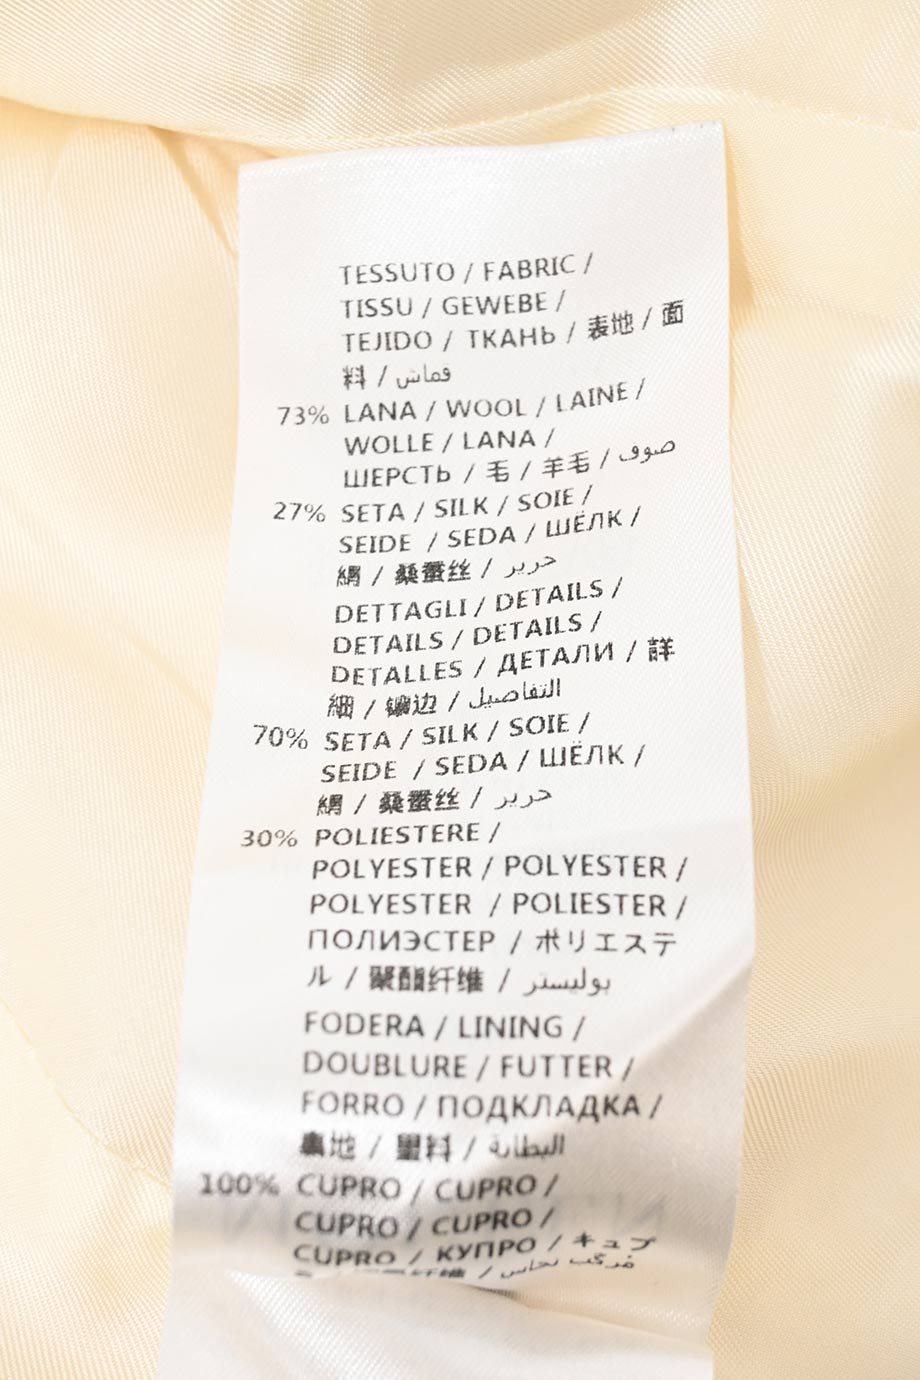 TESSUTO / FABRIC /
TISSU / GEWEBE /
TEJIDO / ТКАНЬ / 表地 / 面
料 / قماش
73% LANA / WOOL / LAINE /
WOLLE / LANA /
ШЕРСТЬ / 毛 / 羊毛 / صوف
27% SETA / SILK / SOIE /
SEIDE / SEDA / ШЁЛК /
絹 / 桑蚕丝 / حرير
DETTAGLI / DETAILS /
DETAILS / DETAILS /
DETALLES / ДЕТАЛИ / 詳
細 / 镶边 / التفاصيل
70% SETA / SILK / SOIE /
SEIDE / SEDA / ШЁЛК /
絹 / 桑蚕丝 / حرير
30% POLIESTERE /
POLYESTER / POLYESTER /
POLYESTER / POLIESTER /
ПОЛИЭСТЕР / ポリエステ
ル / 聚酯纤维 / بوليستر
FODERA / LINING /
DOUBLURE / FUTTER /
FORRO / ПОДКЛАДКА /
裏地 / 里料 / البطانة
100% CUPRO / CUPRO /
CUPRO / CUPRO /
CUPRO / КУПРО / キュプ
/ مركب نحاس